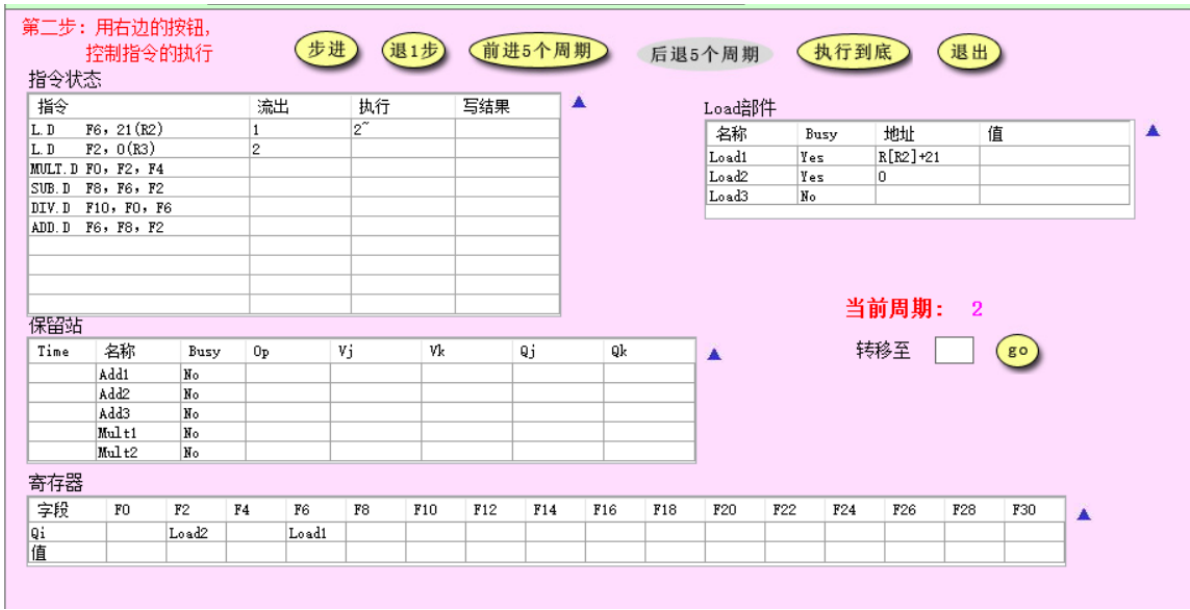 第二步：用右边的按钮，
控制指令的执行
步进 退1步 前进5个周期 后退5个周期 执行到底 退出
指令状态
指令 流出 执行 写结果
L.D F6, 21(R2) 1 2~
L.D F2, 0(R3) 2
MULT.D F0, F2, F4
SUB.D F8, F6, F2
DIV.D F10, F0, F6
ADD.D F6, F8, F2
Load部件
名称 Busy 地址 值
Load1 Yes R[R2]+21
Load2 Yes 0
Load3 No
当前周期: 2
转移至 go
保留站
Time 名称 Busy Op Vj Vk Qj Qk
Add1 No
Add2 No
Add3 No
Mult1 No
Mult2 No
寄存器
字段 F0 F2 F4 F6 F8 F10 F12 F14 F16 F18 F20 F22 F24 F26 F28 F30
Qi Load2 Load1
值